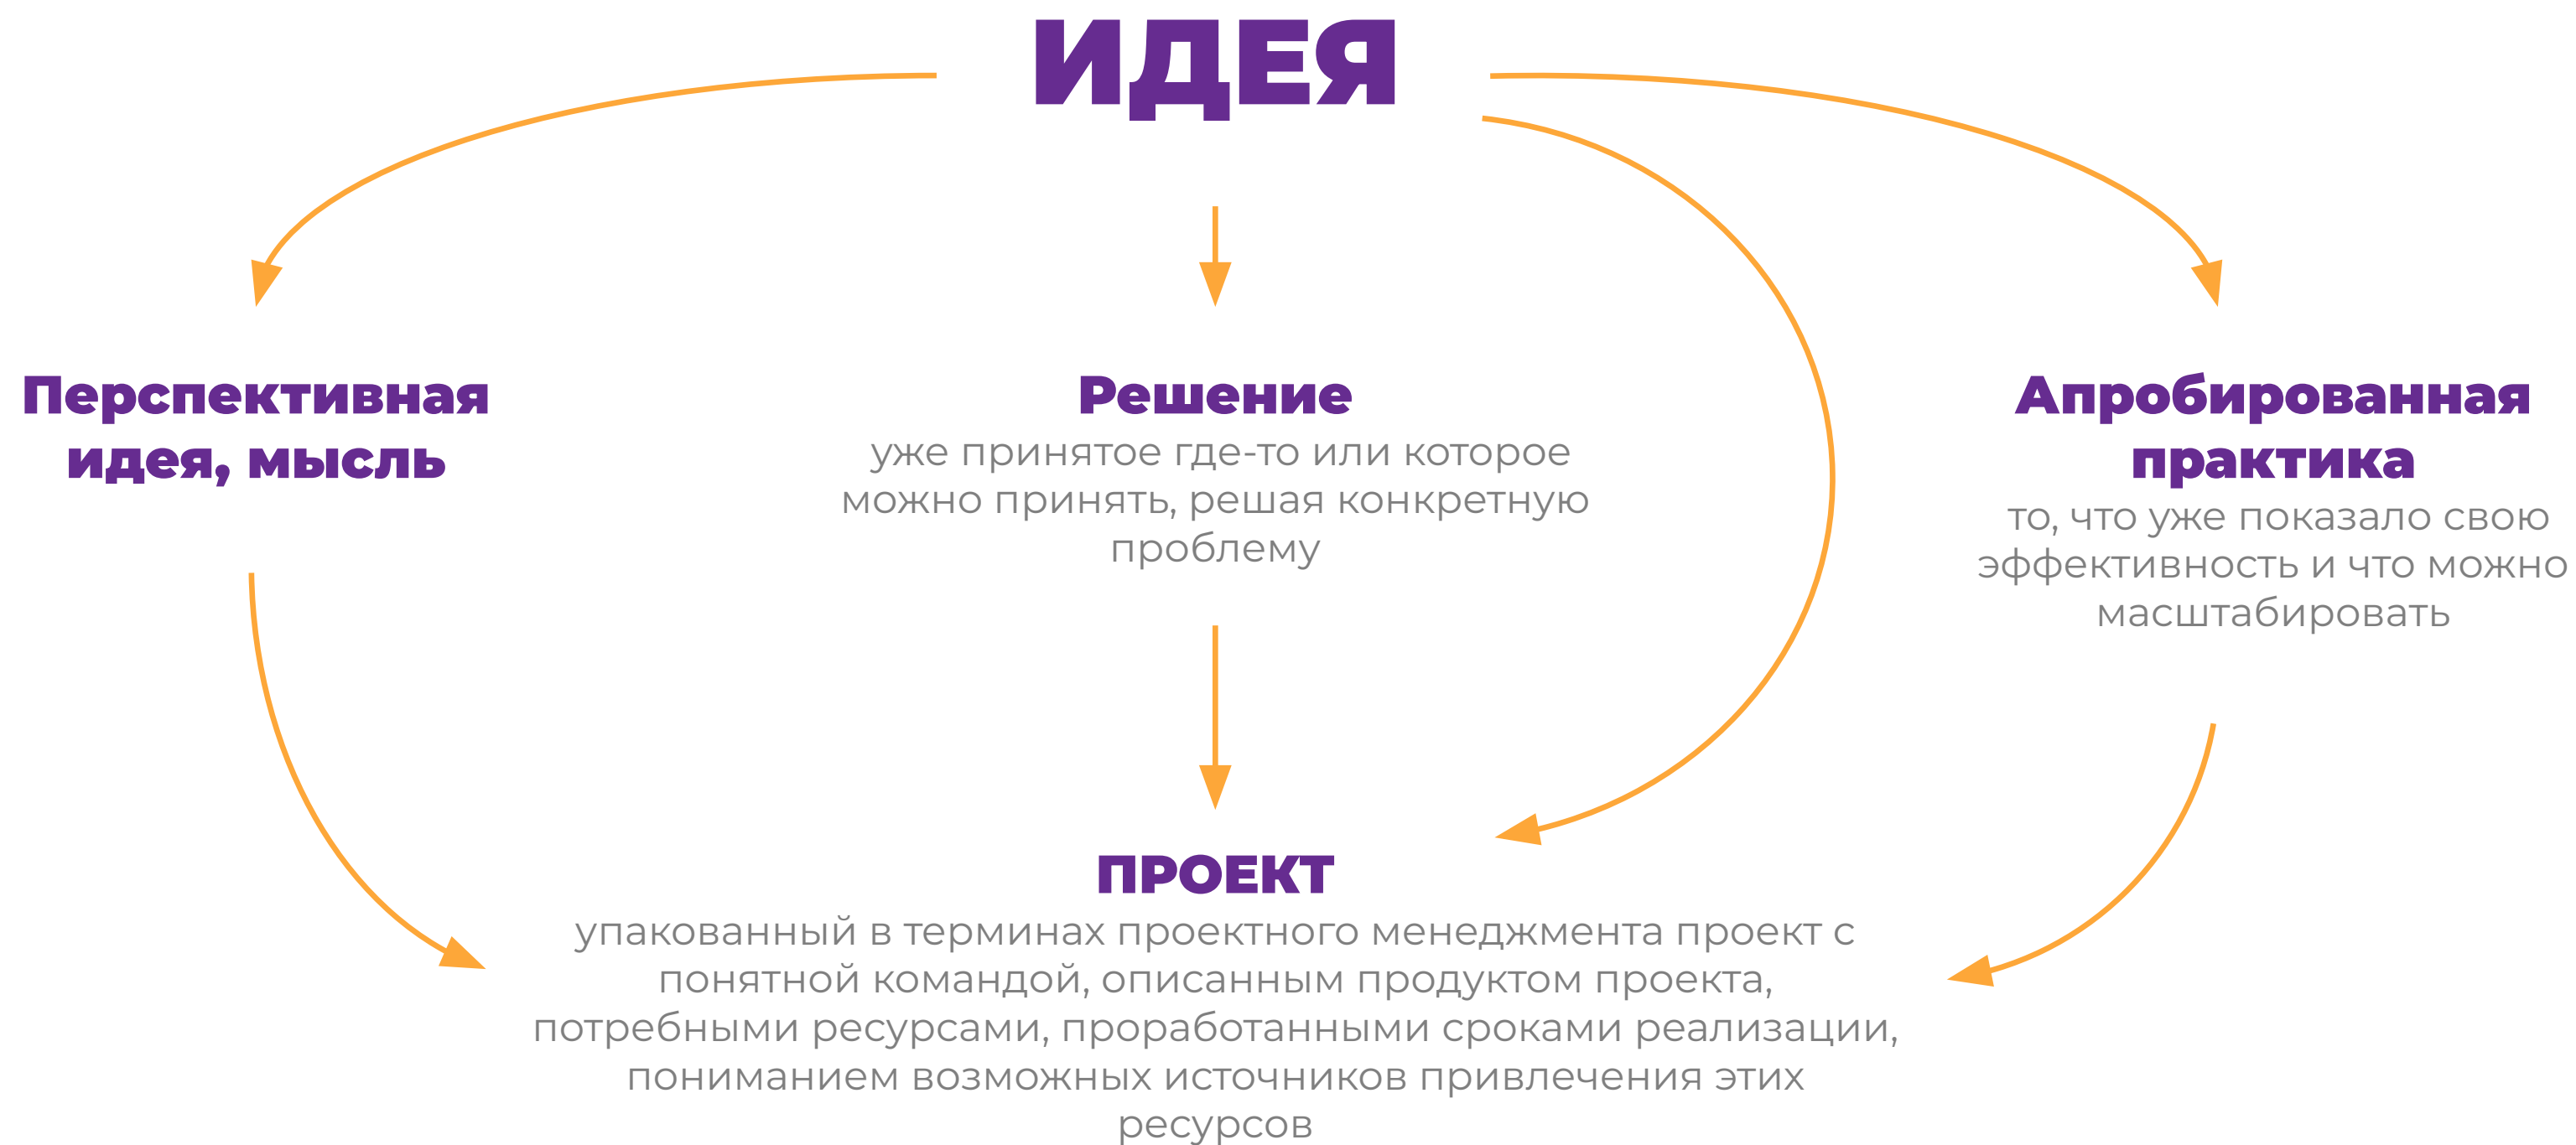 ИДЕЯ
Перспективная
идея, мысль
Решение
уже принятое где-то или которое
можно принять, решая конкретную
проблему
Апробированная
практика
то, что уже показало свою
эффективность и что можно
масштабировать
ПРОЕКТ
упакованный в терминах проектного менеджмента проект с
понятной командой, описанным продуктом проекта,
потребными ресурсами, проработанными сроками реализации,
пониманием возможных источников привлечения этих
ресурсов